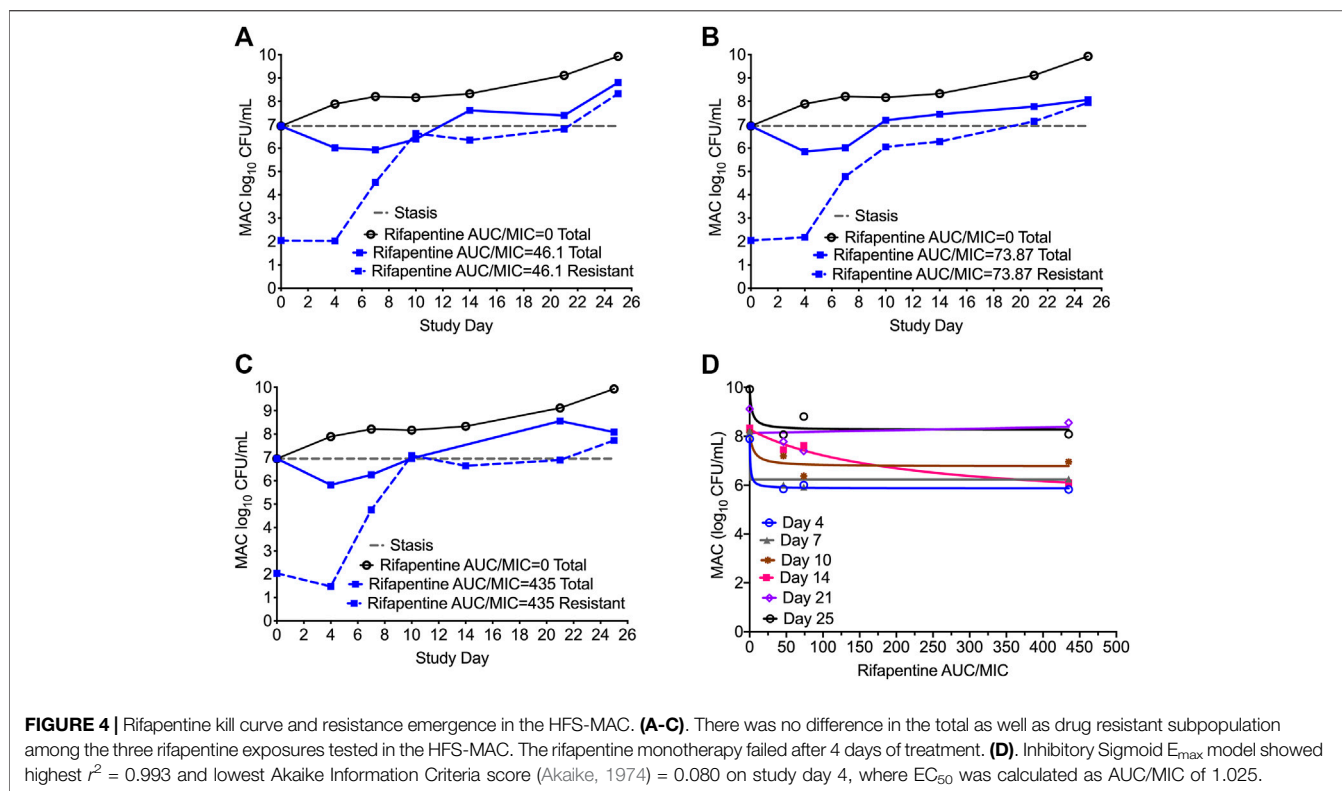 A
10
9
8
7
6
5
4
3
2
1
0
MAC log10 CFU/mL
Stasis
Rifapentine AUC/MIC=0 Total
Rifapentine AUC/MIC=46.1 Total
Rifapentine AUC/MIC=46.1 Resistant
0 2 4 6 8 10 12 14 16 18 20 22 24 26
Study Day
B
10
9
8
7
6
5
4
3
2
1
0
MAC log10 CFU/mL
Stasis
Rifapentine AUC/MIC=0 Total
Rifapentine AUC/MIC=73.87 Total
Rifapentine AUC/MIC=73.87 Resistant
0 2 4 6 8 10 12 14 16 18 20 22 24 26
Study Day
C
10
9
8
7
6
5
4
3
2
1
0
MAC log10 CFU/mL
Stasis
Rifapentine AUC/MIC=0 Total
Rifapentine AUC/MIC=435 Total
Rifapentine AUC/MIC=435 Resistant
0 2 4 6 8 10 12 14 16 18 20 22 24 26
Study Day
D
10
8
6
4
2
0
MAC (log10 CFU/mL)
Day 4
Day 7
Day 10
Day 14
Day 21
Day 25
0 50 100 150 200 250 300 350 400 450 500
Rifapentine AUC/MIC
FIGURE 4 | Rifapentine kill curve and resistance emergence in the HFS-MAC. (A-C). There was no difference in the total as well as drug resistant subpopulation
among the three rifapentine exposures tested in the HFS-MAC. The rifapentine monotherapy failed after 4 days of treatment. (D). Inhibitory Sigmoid Emax model showed
highest r² = 0.993 and lowest Akaike Information Criteria score (Akaike, 1974) = 0.080 on study day 4, where EC50 was calculated as AUC/MIC of 1.025.